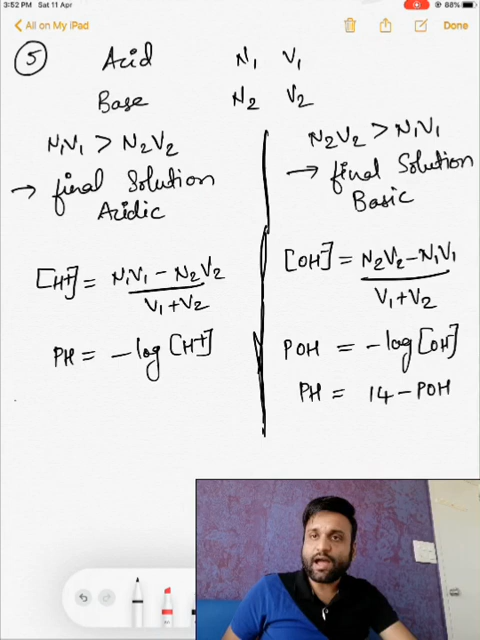 3:52 PM Sat 11 Apr
68%
All on My iPad
Done
5 Acid N₁ V₁
Base N₂ V₂
N₁V₁ > N₂V₂
→ final Solution
Acidic
[H+] = N₁V₁ - N₂V₂
V₁+V₂
PH = -log [H+]
N₂V₂ > N₁V₁
→ final Solution
Basic
[OH] = N₂V₂-N₁V₁
V₁+V₂
POH = -log[OH]
PH = 14-POH